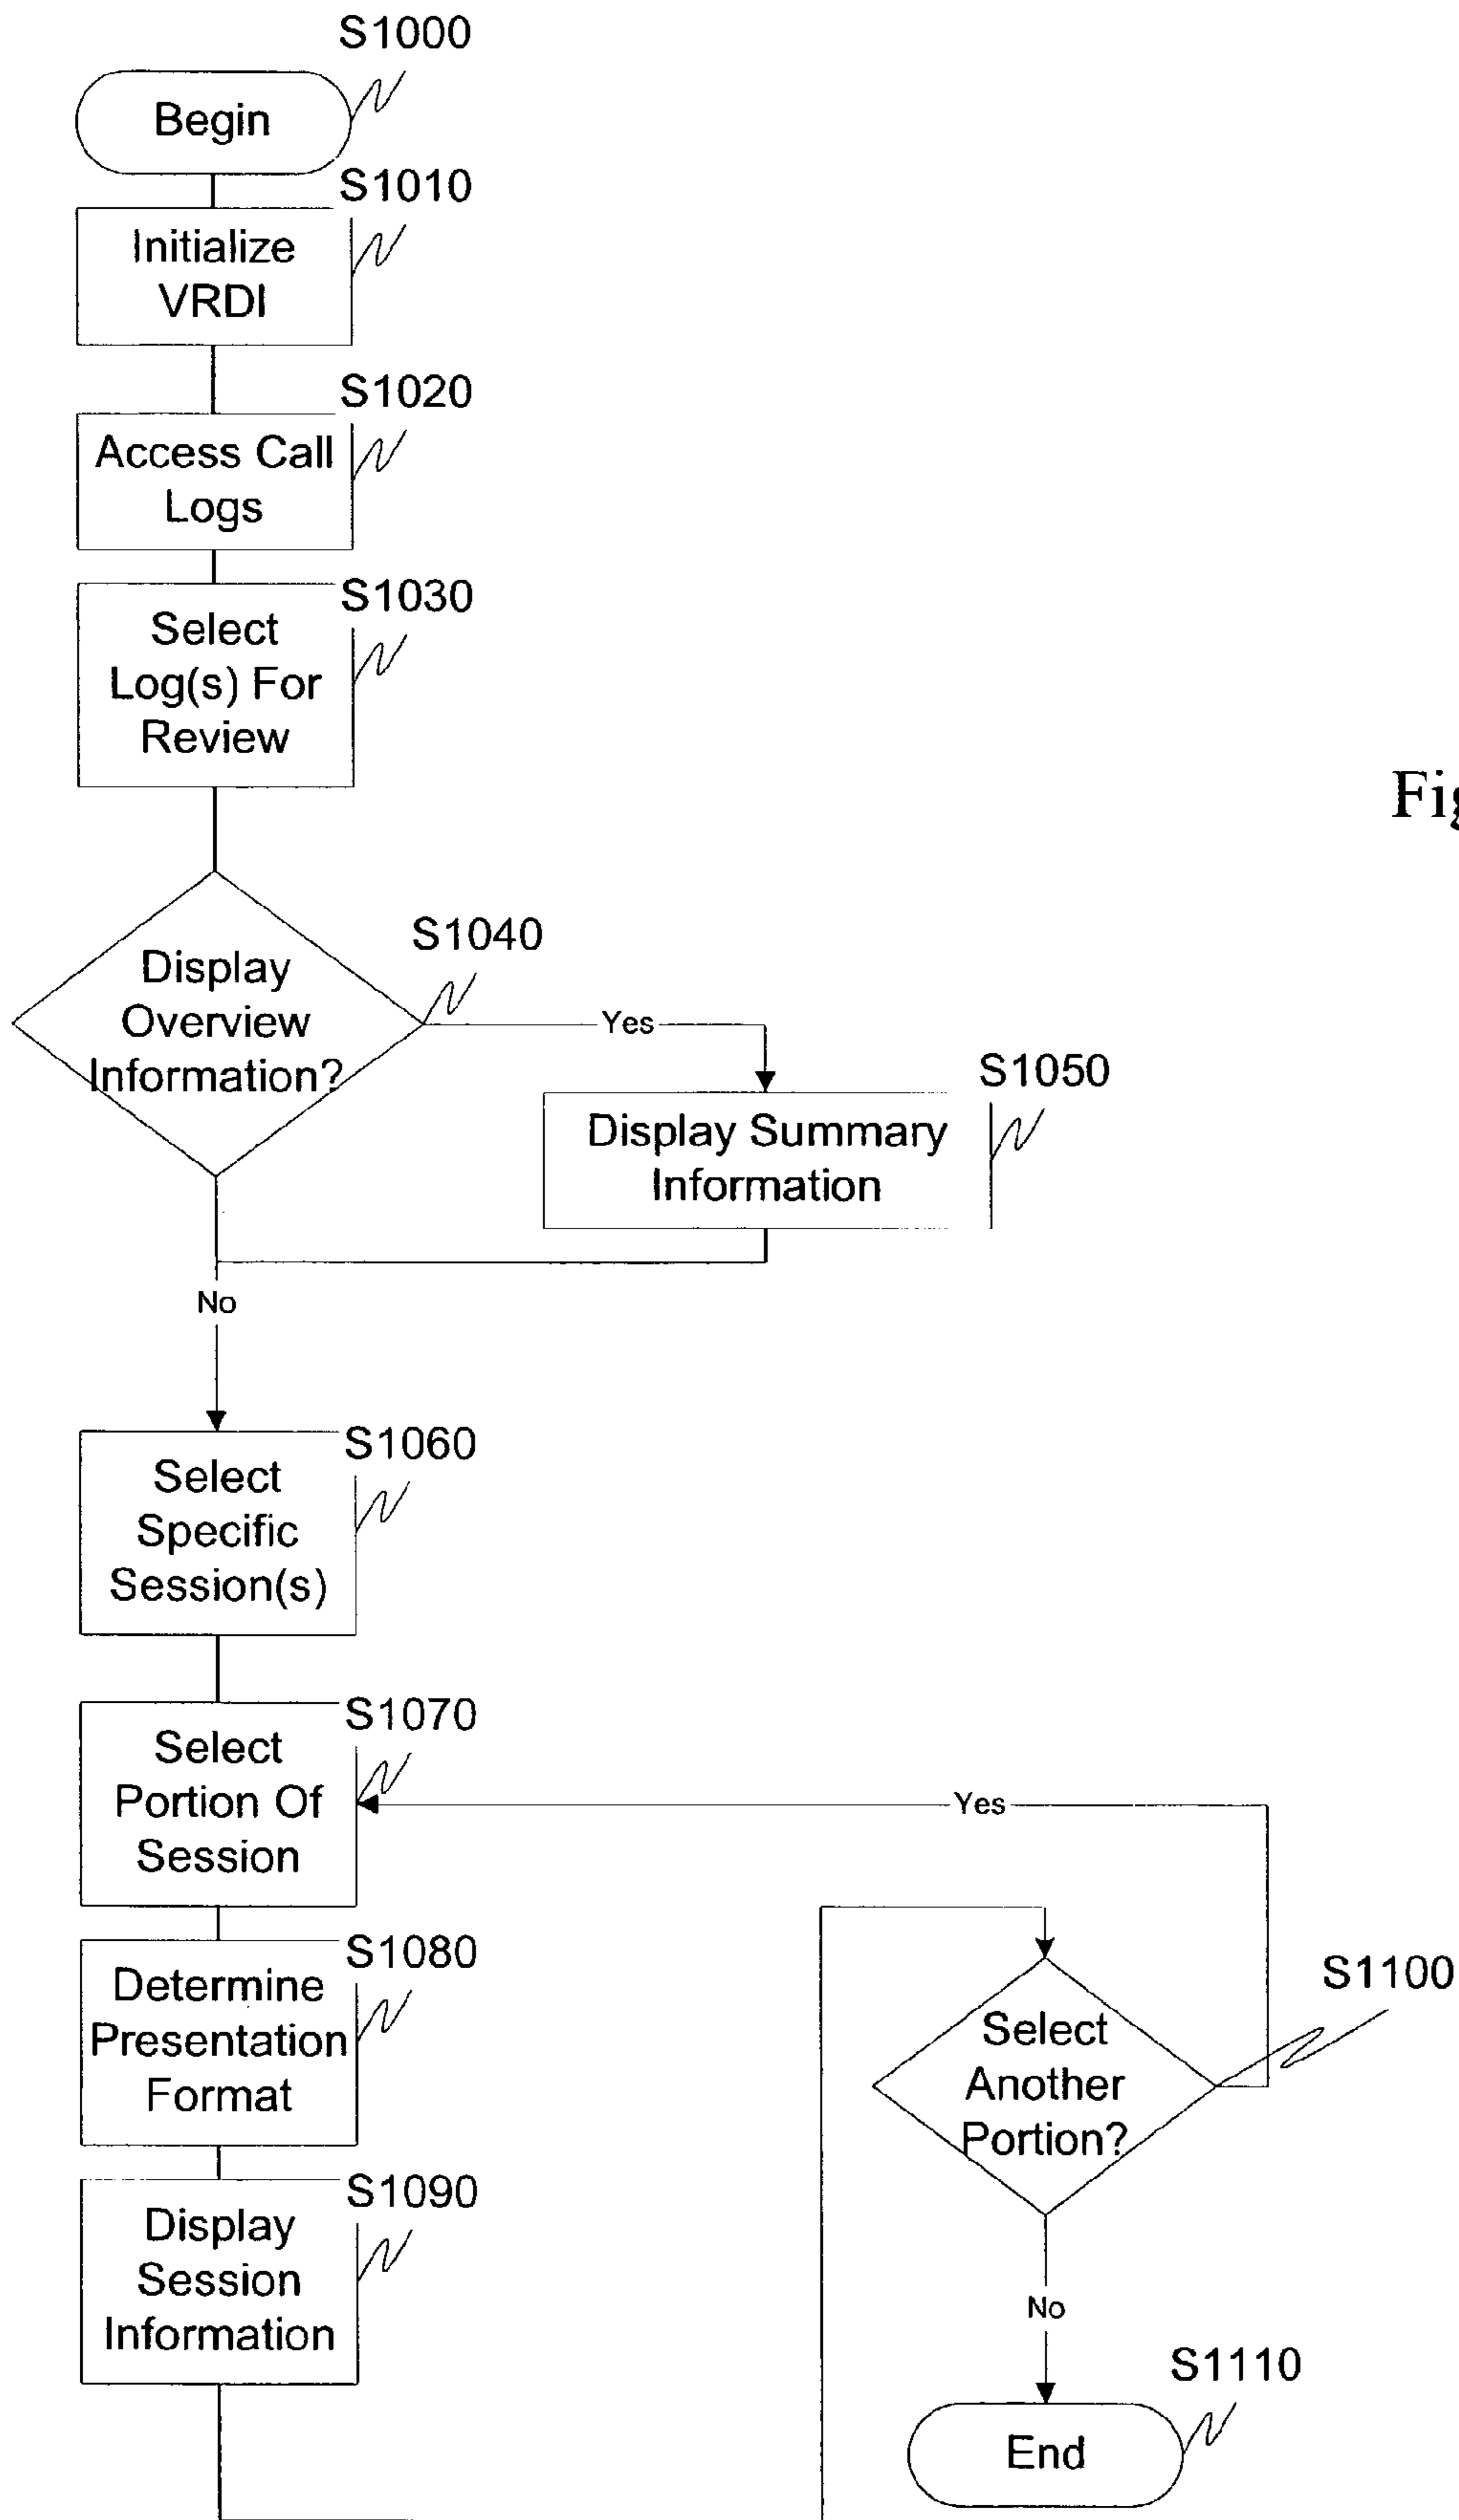 S1000
Begin
S1010
Initialize
VRDI
S1020
Access Call
Logs
S1030
Select
Log(s) For
Review
Fig
S1040
Display
Overview
Information?
Yes
S1050
Display Summary
Information
No
S1060
Select
Specific
Session(s)
S1070
Select
Portion Of
Session
Yes
S1080
Determine
Presentation
Format
S1100
Select
Another
Portion?
S1090
Display
Session
Information
No
S1110
End